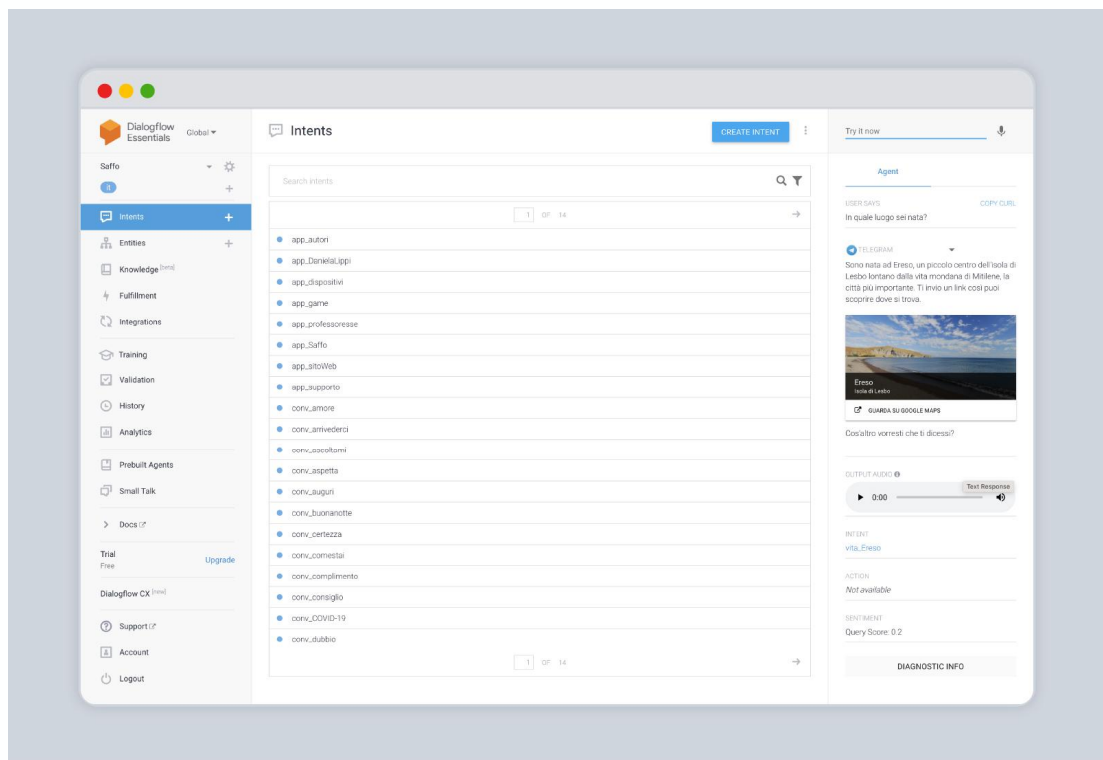 Dialogflow
Essentials
Global
Saffo
it
Intents
Entities
Knowledge [beta]
Fulfillment
Integrations
Training
Validation
History
Analytics
Prebuilt Agents
Small Talk
Docs
Trial
Free
Upgrade
Dialogflow CX [new]
Support
Account
Logout
Intents
CREATE INTENT
Search intents
1 OF 14
app_autori
app_DanielaLippi
app_dispositivi
app_game
app_professoresse
app_Saffo
app_sitoWeb
app_supporto
conv_amore
conv_arrivederci
conv_ascoltami
conv_aspetta
conv_auguri
conv_buonanotte
conv_certezza
conv_comestai
conv_complimento
conv_consiglio
conv_COVID-19
conv_dubbio
1 OF 14
Try it now
Agent
USER SAYS
COPY CURL
In quale luogo sei nata?
TELEGRAM
Sono nata ad Ereso, un piccolo centro dell'isola di
Lesbo lontano dalla vita mondana di Mitilene, la
città più importante. Ti invio un link così puoi
scoprire dove si trova.
Ereso
Isola di Lesbo
GUARDA SU GOOGLE MAPS
Cos'altro vorresti che ti dicessi?
OUTPUT AUDIO
Text Response
0:00
INTENT
vita_Ereso
ACTION
Not available
SENTIMENT
Query Score: 0.2
DIAGNOSTIC INFO